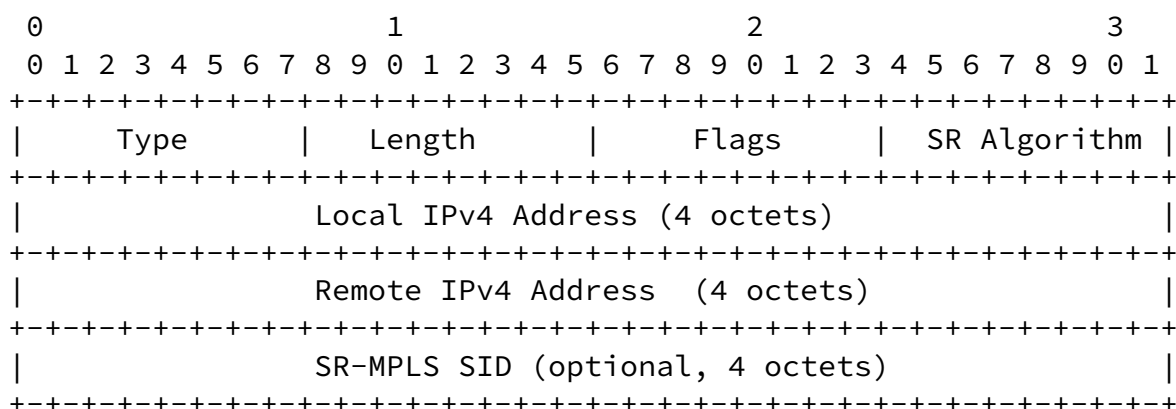 0                   1                   2                   3
 0 1 2 3 4 5 6 7 8 9 0 1 2 3 4 5 6 7 8 9 0 1 2 3 4 5 6 7 8 9 0 1
+-+-+-+-+-+-+-+-+-+-+-+-+-+-+-+-+-+-+-+-+-+-+-+-+-+-+-+-+-+-+-+-+
|     Type      |   Length      |     Flags     |  SR Algorithm |
+-+-+-+-+-+-+-+-+-+-+-+-+-+-+-+-+-+-+-+-+-+-+-+-+-+-+-+-+-+-+-+-+
|                Local IPv4 Address (4 octets)                  |
+-+-+-+-+-+-+-+-+-+-+-+-+-+-+-+-+-+-+-+-+-+-+-+-+-+-+-+-+-+-+-+-+
|                Remote IPv4 Address  (4 octets)                |
+-+-+-+-+-+-+-+-+-+-+-+-+-+-+-+-+-+-+-+-+-+-+-+-+-+-+-+-+-+-+-+-+
|                SR-MPLS SID (optional, 4 octets)               |
+-+-+-+-+-+-+-+-+-+-+-+-+-+-+-+-+-+-+-+-+-+-+-+-+-+-+-+-+-+-+-+-+